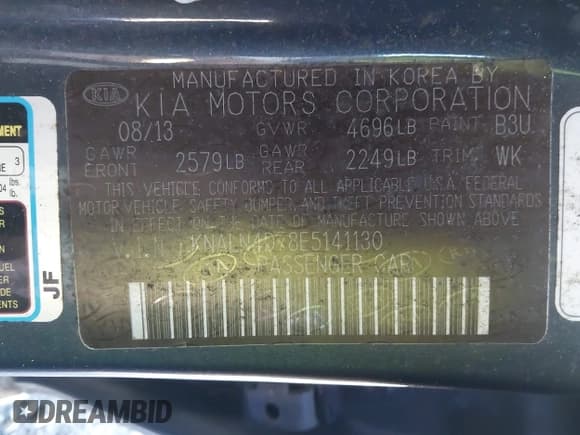 MANUFACTURED IN KOREA BY
KIA
KIA MOTORS CORPORATION
08/13 GVWR 4696LB PAINT B3U
GAWR FRONT 2579LB GAWR REAR 2249LB TRIM WK
THIS VEHICLE CONFORMS TO ALL APPLICABLE U.S. FEDERAL
MOTOR VEHICLE SAFETY, BUMPER, AND THEFT PREVENTION STANDARDS
IN EFFECT ON THE DATE OF MANUFACTURE SHOWN ABOVE
PASSENGER CAR
JF
DREAMBID